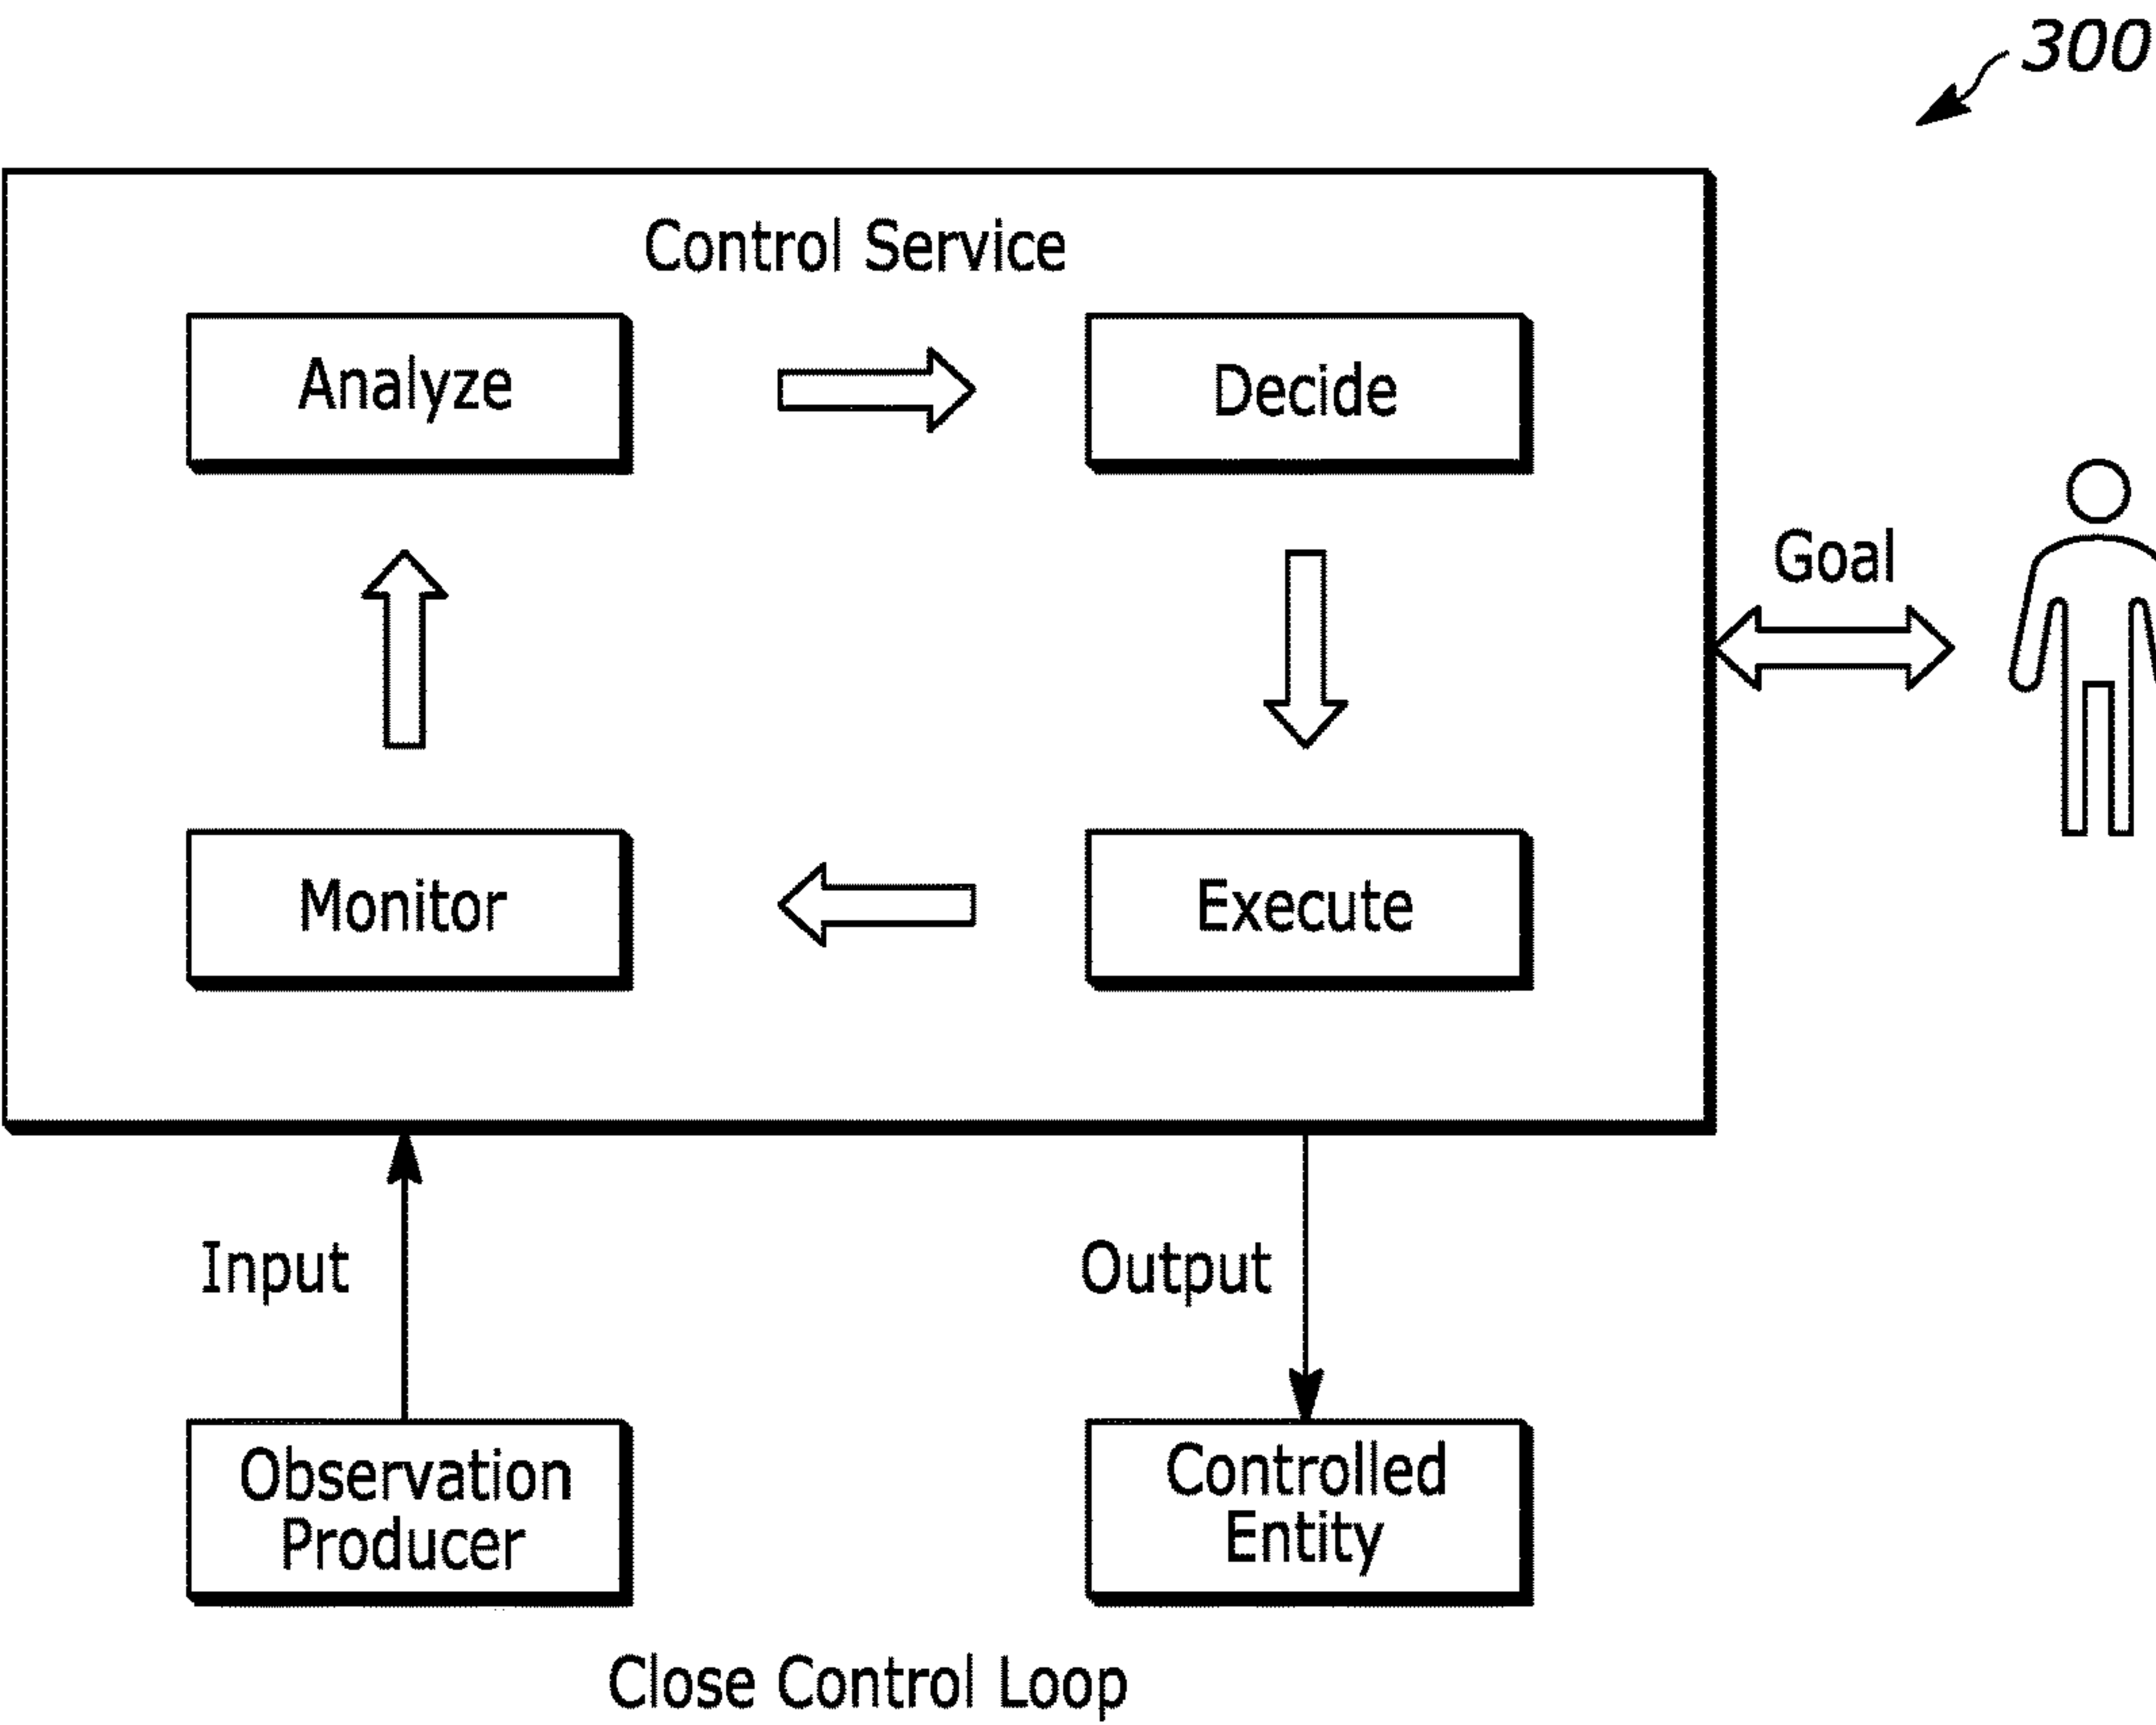 300
Control Service
Analyze
Decide
Goal
Monitor
Execute
Input
Output
Observation
Producer
Controlled
Entity
Close Control Loop